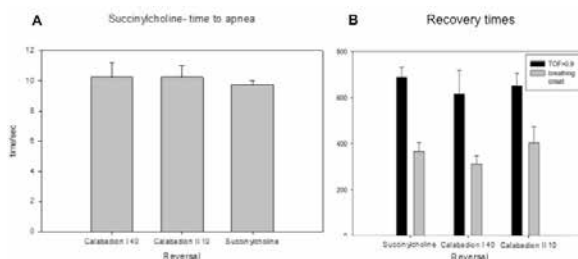 A
Succinylcholine- time to apnea
12
10
8
6
4
2
0
time/sec
Calabadion I 40
Calabadion II 10
Succinylcholine
Reversal
B
Recovery times
800
600
400
200
0
TOF=0.9
breathing
onset
Succinylcholine
Calabadion I 40
Calabadion II 10
Reversal